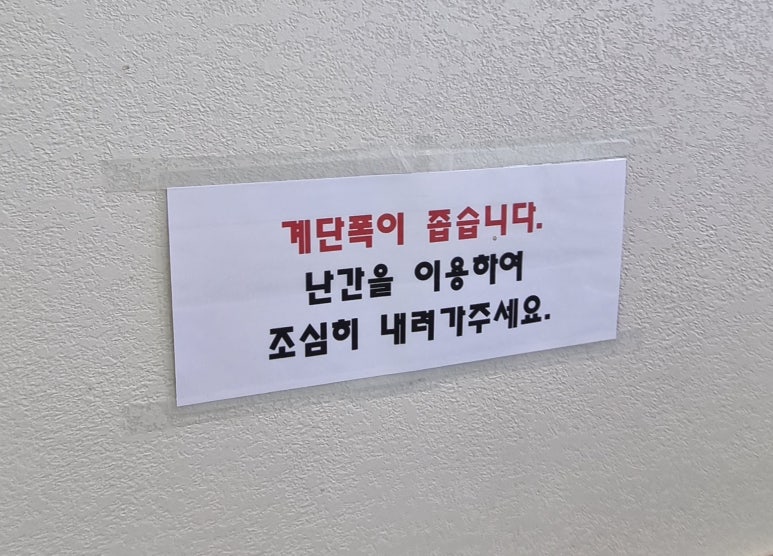 계단폭이 좁습니다.
난간을 이용하여
조심히 내려가주세요.